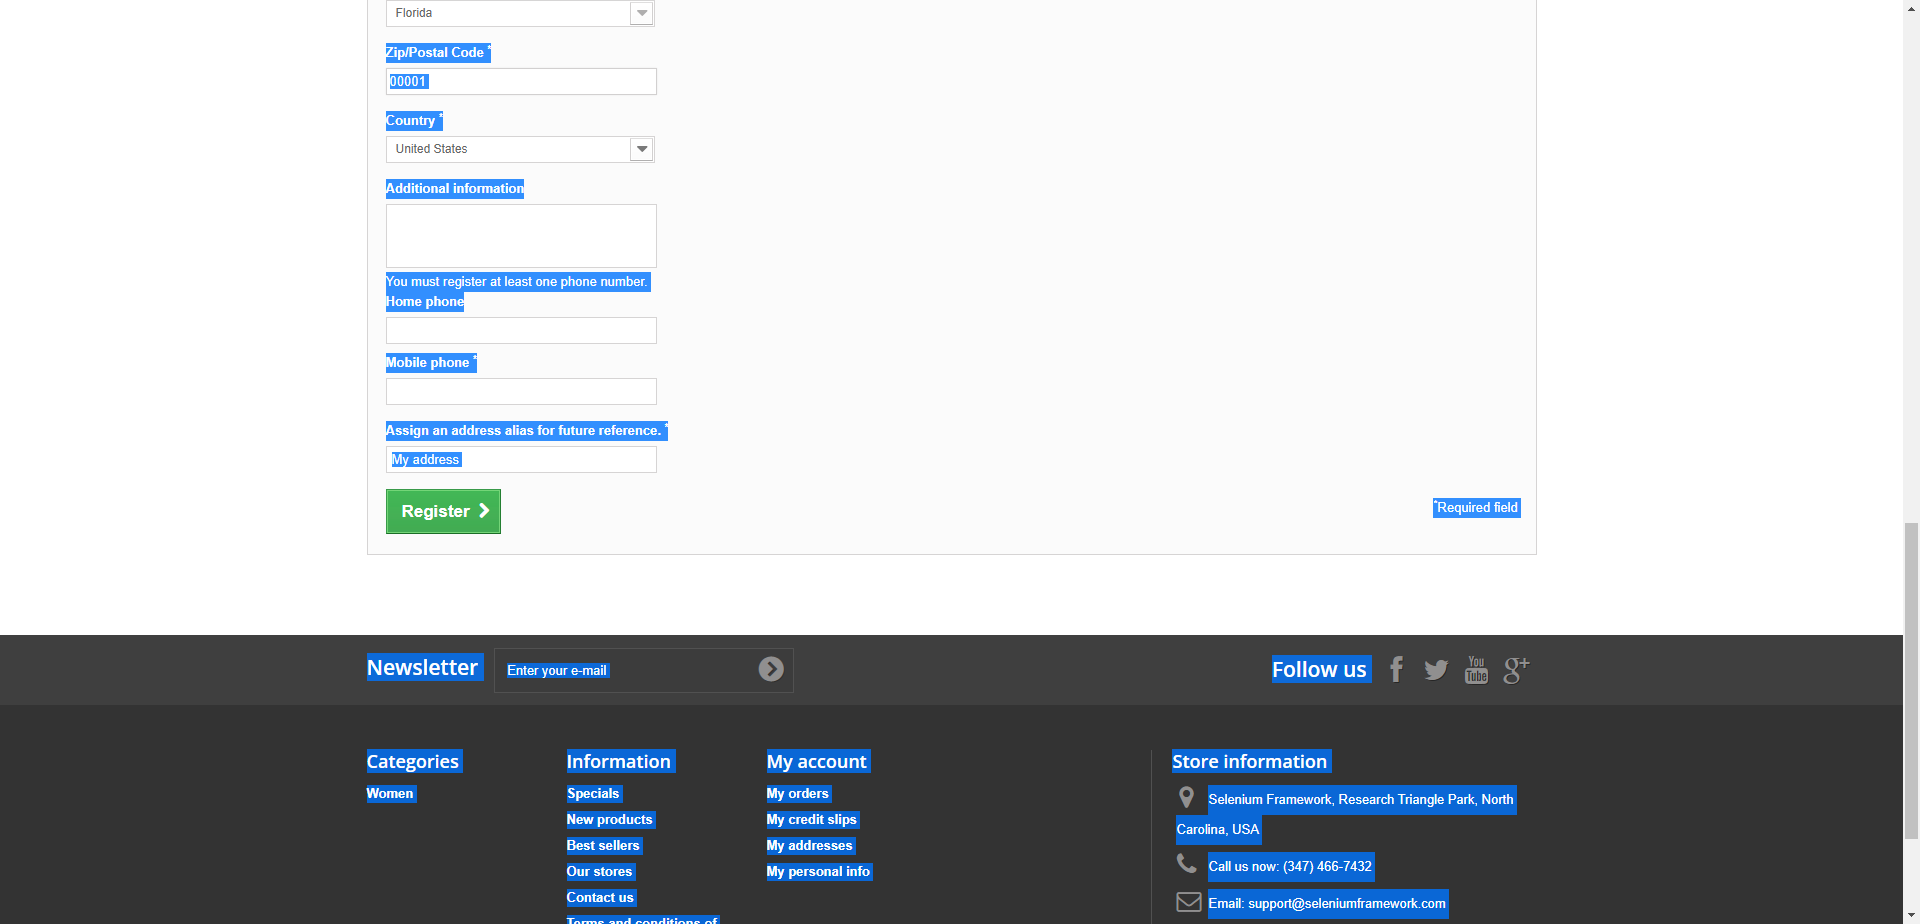 Florida
Zip/Postal Code *
00001
Country *
United States
Additional information
You must register at least one phone number.
Home phone
Mobile phone *
Assign an address alias for future reference. *
My address
Register
*Required field
Newsletter
Enter your e-mail
Follow us
You
Tube
g+
Categories
Women
Information
Specials
New products
Best sellers
Our stores
Contact us
Terms and conditions of
My account
My orders
My credit slips
My addresses
My personal info
Store information
Selenium Framework, Research Triangle Park, North
Carolina, USA
Call us now: (347) 466-7432
Email: support@seleniumframework.com